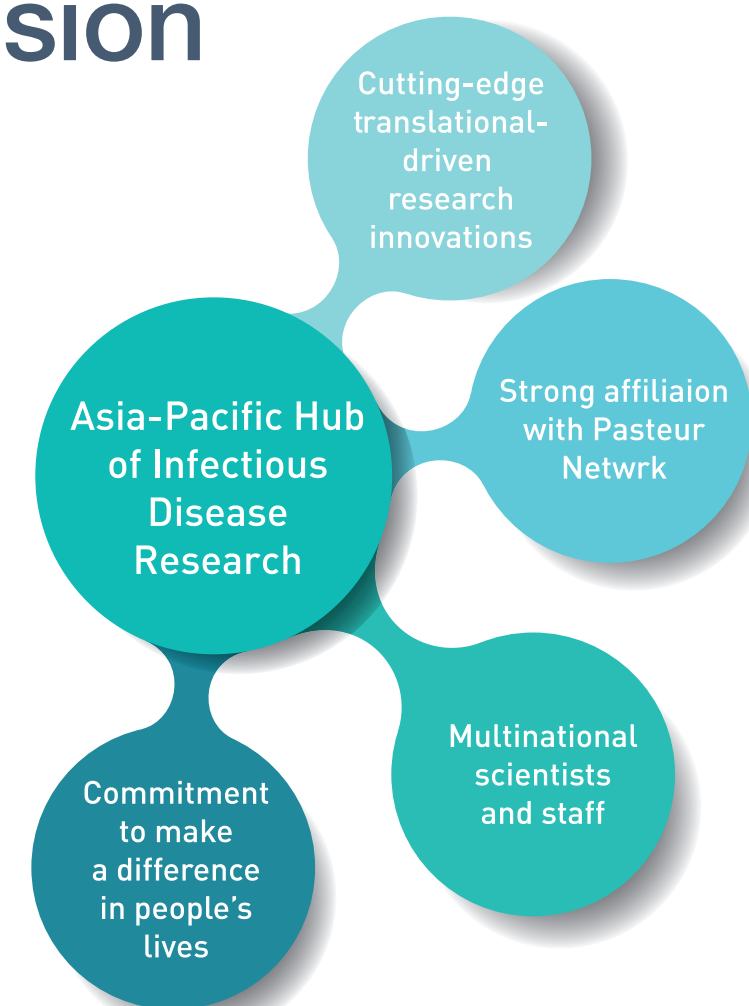 sion
Cutting-edge
translational-
driven
research
innovations
Strong affiliaion
with Pasteur
Netwrk
Asia-Pacific Hub
of Infectious
Disease
Research
Multinational
scientists
and staff
Commitment
to make
a difference
in people's
lives